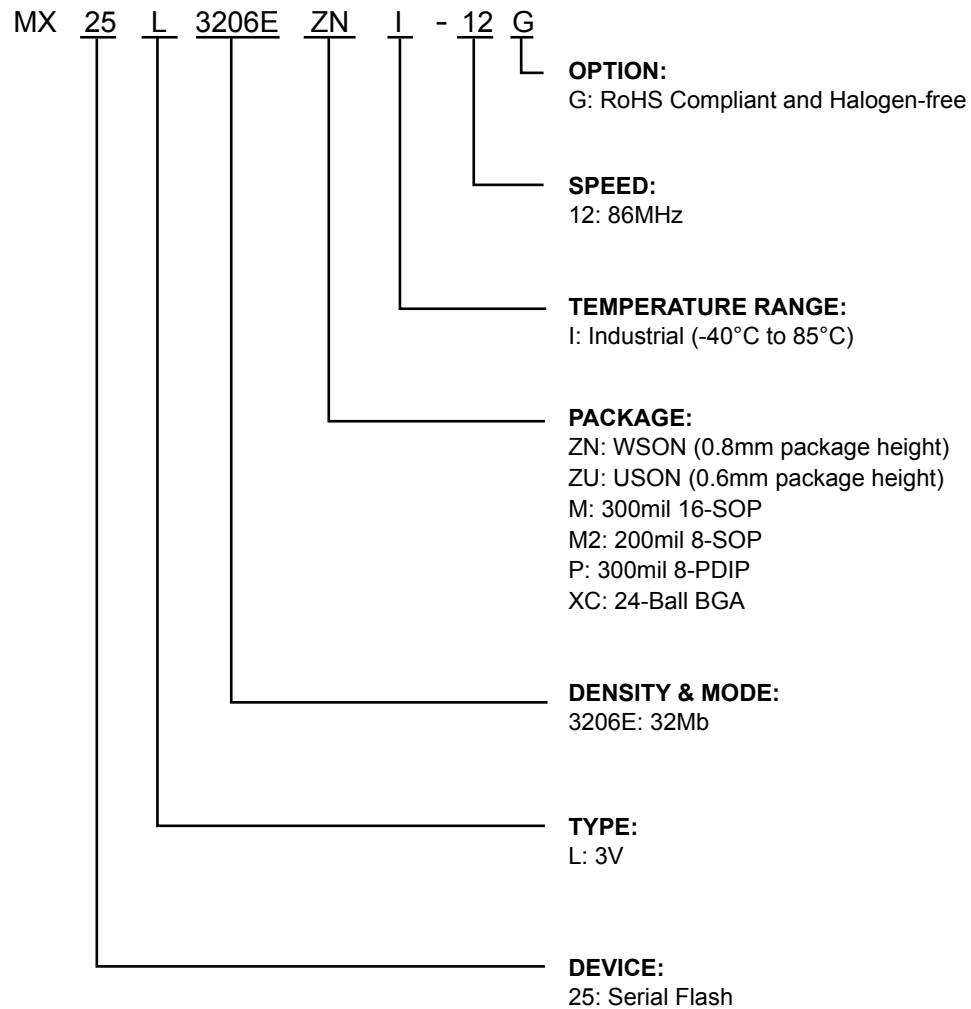 MX 25 L 3206E ZN I - 12 G
OPTION:
G: RoHS Compliant and Halogen-free
SPEED:
12: 86MHz
TEMPERATURE RANGE:
I: Industrial (-40°C to 85°C)
PACKAGE:
ZN: WSON (0.8mm package height)
ZU: USON (0.6mm package height)
M: 300mil 16-SOP
M2: 200mil 8-SOP
P: 300mil 8-PDIP
XC: 24-Ball BGA
DENSITY & MODE:
3206E: 32Mb
TYPE:
L: 3V
DEVICE:
25: Serial Flash